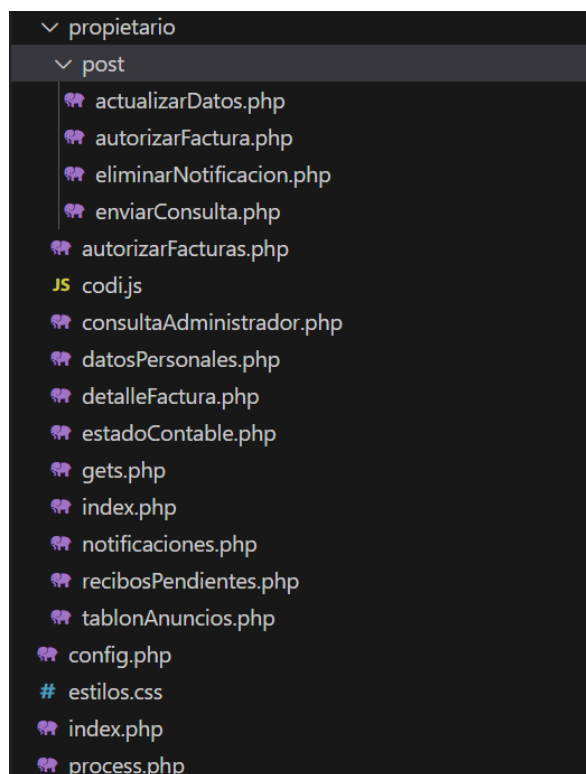 propietario
post
actualizarDatos.php
autorizarFactura.php
eliminarNotificacion.php
enviarConsulta.php
autorizarFacturas.php
JS codi.js
consultaAdministrador.php
datosPersonales.php
detalleFactura.php
estadoContable.php
gets.php
index.php
notificaciones.php
recibosPendientes.php
tablonAnuncios.php
config.php
# estilos.css
index.php
process.php